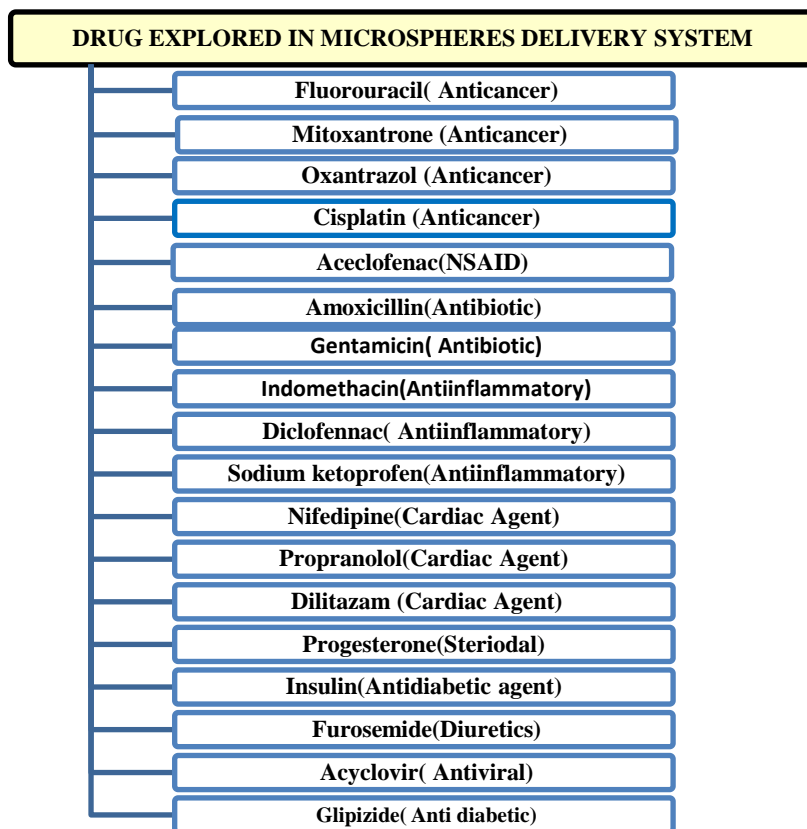 DRUG EXPLORED IN MICROSPHERES DELIVERY SYSTEM
Fluorouracil( Anticancer)
Mitoxantrone (Anticancer)
Oxantrazol (Anticancer)
Cisplatin (Anticancer)
Aceclofenac(NSAID)
Amoxicillin(Antibiotic)
Gentamicin( Antibiotic)
Indomethacin(Antiinflammatory)
Diclofennac( Antiinflammatory)
Sodium ketoprofen(Antiinflammatory)
Nifedipine(Cardiac Agent)
Propranolol(Cardiac Agent)
Dilitazam (Cardiac Agent)
Progesterone(Steriodal)
Insulin(Antidiabetic agent)
Furosemide(Diuretics)
Acyclovir( Antiviral)
Glipizide( Anti diabetic)